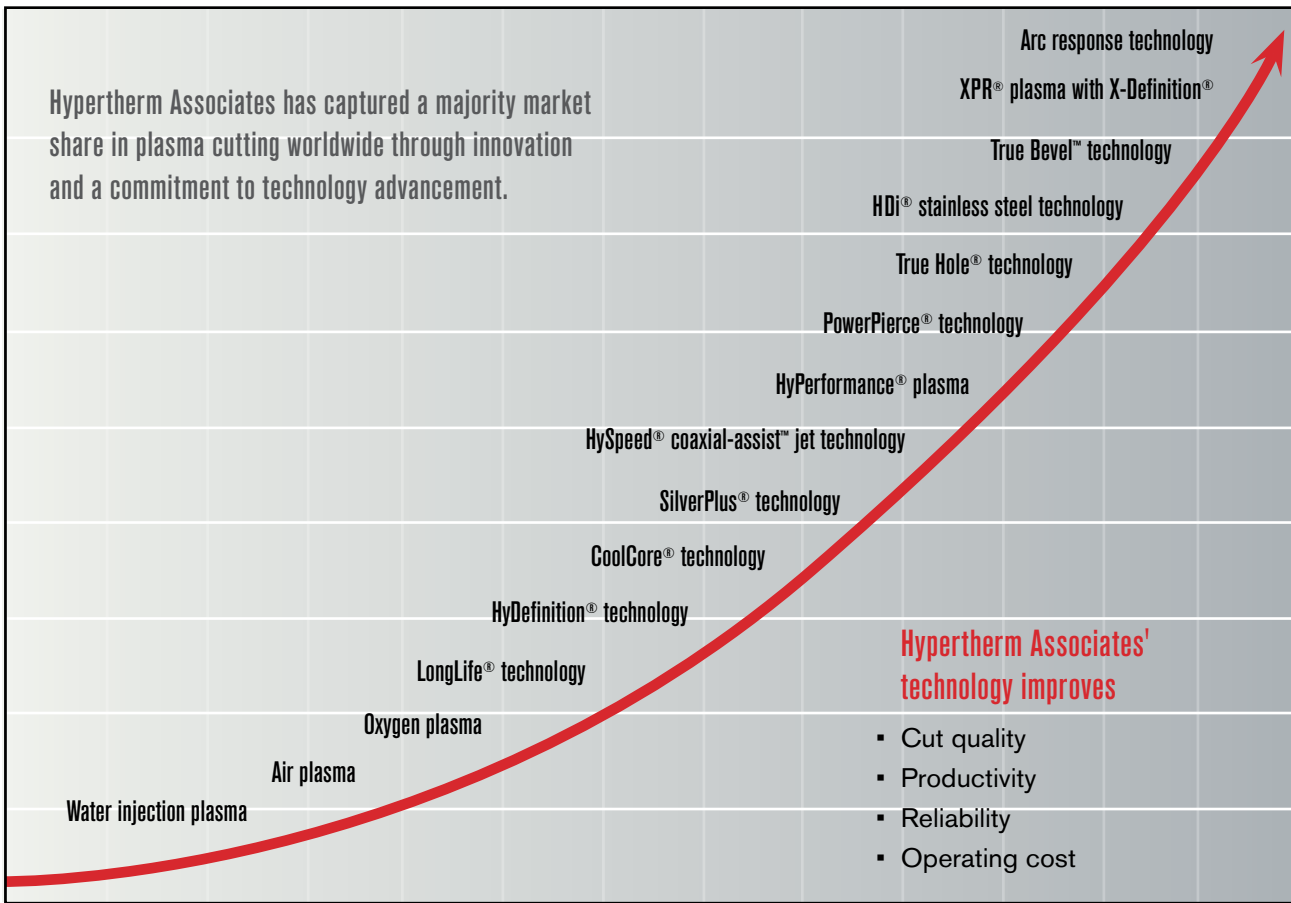 Arc response technology
Hypertherm Associates has captured a majority market
share in plasma cutting worldwide through innovation
and a commitment to technology advancement.
XPR® plasma with X-Definition®
True Bevel™ technology
HDi® stainless steel technology
True Hole® technology
PowerPierce® technology
HyPerformance® plasma
HySpeed® coaxial-assist™ jet technology
SilverPlus® technology
CoolCore® technology
HyDefinition® technology
LongLife® technology
Oxygen plasma
Air plasma
Water injection plasma
Hypertherm Associates'
technology improves
▪ Cut quality
▪ Productivity
▪ Reliability
▪ Operating cost